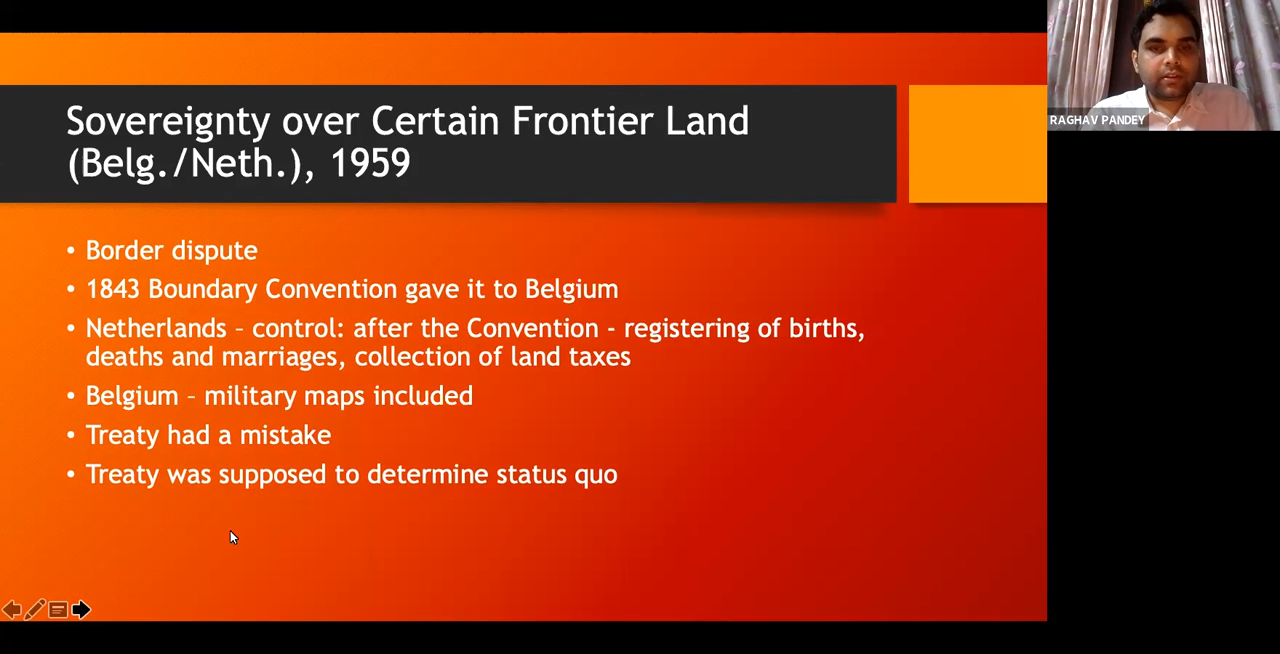 Sovereignty over Certain Frontier Land
(Belg./Neth.), 1959
• Border dispute
• 1843 Boundary Convention gave it to Belgium
• Netherlands – control: after the Convention - registering of births,
deaths and marriages, collection of land taxes
• Belgium – military maps included
• Treaty had a mistake
• Treaty was supposed to determine status quo
RAGHAV PANDEY